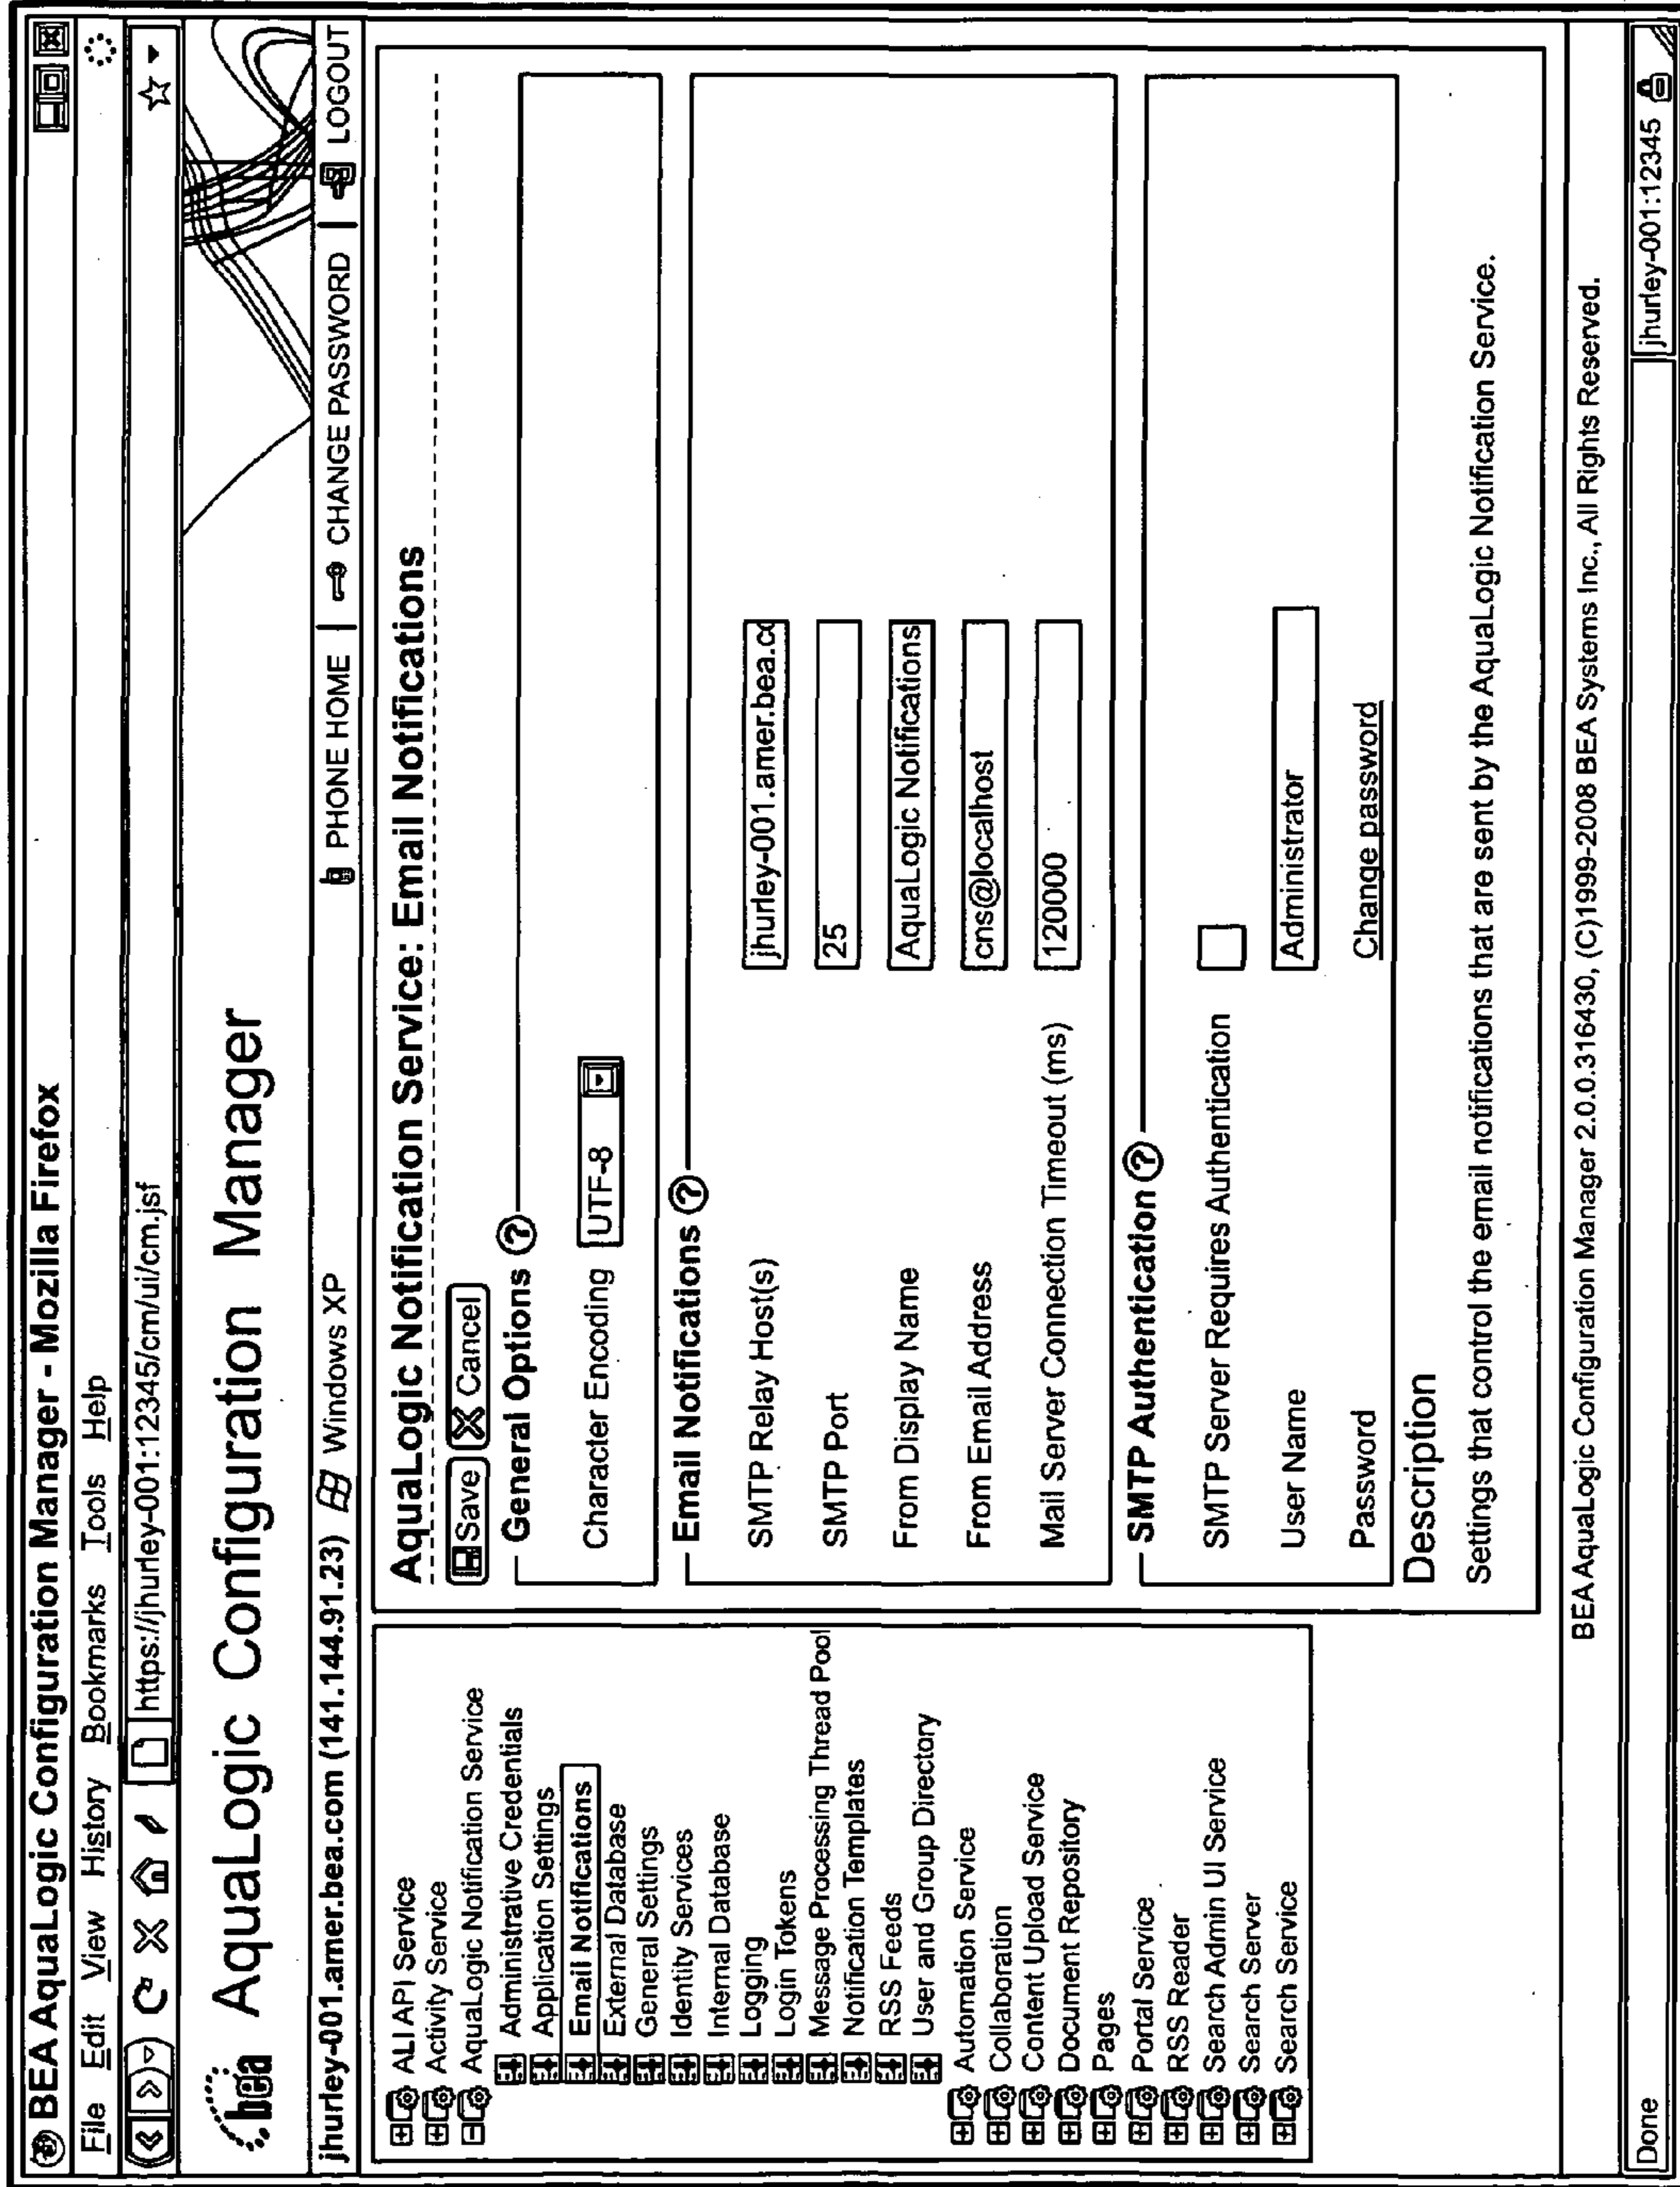 BEA AquaLogic Configuration Manager - Mozilla Firefox
File Edit View History Bookmarks Tools Help
https://jhurley-001:12345/cm/ui/cm.jsf
bea AquaLogic Configuration Manager
jhurley-001.amer.bea.com (141.144.91.23) Windows XP PHONE HOME | CHANGE PASSWORD | LOGOUT
ALI API Service
Activity Service
AquaLogic Notification Service
Administrative Credentials
Application Settings
Email Notifications
External Database
General Settings
Identity Services
Internal Database
Logging
Login Tokens
Message Processing Thread Pool
Notification Templates
RSS Feeds
User and Group Directory
Automation Service
Collaboration
Content Upload Service
Document Repository
Pages
Portal Service
RSS Reader
Search Admin UI Service
Search Server
Search Service
AquaLogic Notification Service: Email Notifications
Save Cancel
General Options ?
Character Encoding UTF-8
Email Notifications ?
SMTP Relay Host(s) jhurley-001.amer.bea.co
SMTP Port 25
From Display Name AquaLogic Notifications
From Email Address cns@localhost
Mail Server Connection Timeout (ms) 120000
SMTP Authentication ?
SMTP Server Requires Authentication
User Name Administrator
Password Change password
Description
Settings that control the email notifications that are sent by the AquaLogic Notification Service.
BEA AquaLogic Configuration Manager 2.0.0.316430, (C)1999-2008 BEA Systems Inc., All Rights Reserved.
Done jhurley-001:12345